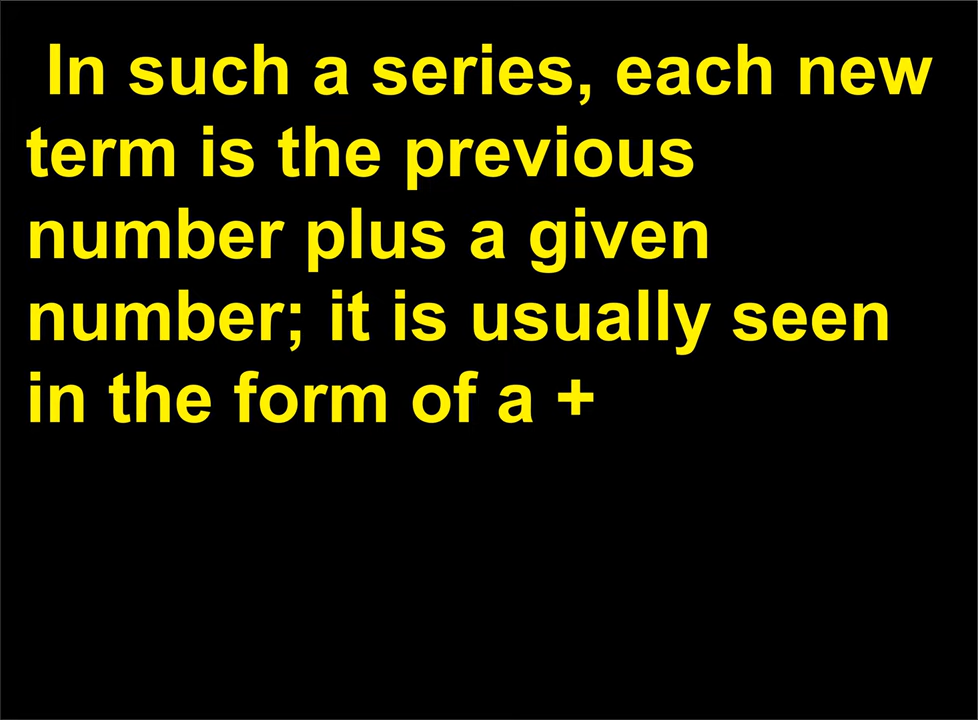 In such a series, each new
term is the previous
number plus a given
number; it is usually seen
in the form of a +